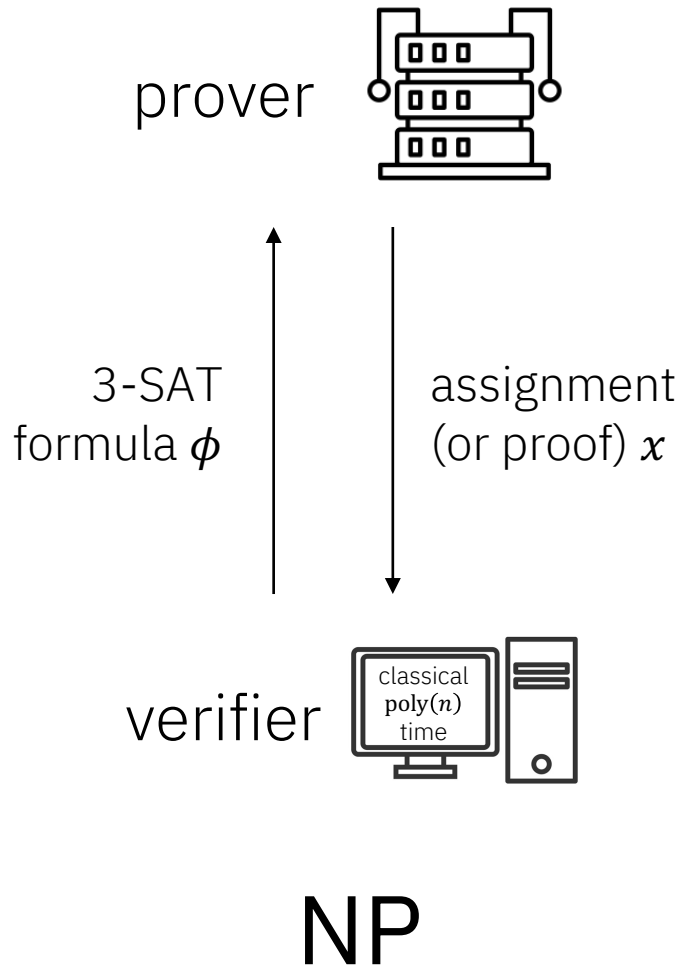 prover
3-SAT
formula ϕ
assignment
(or proof) x
verifier
classical
poly(n)
time
NP